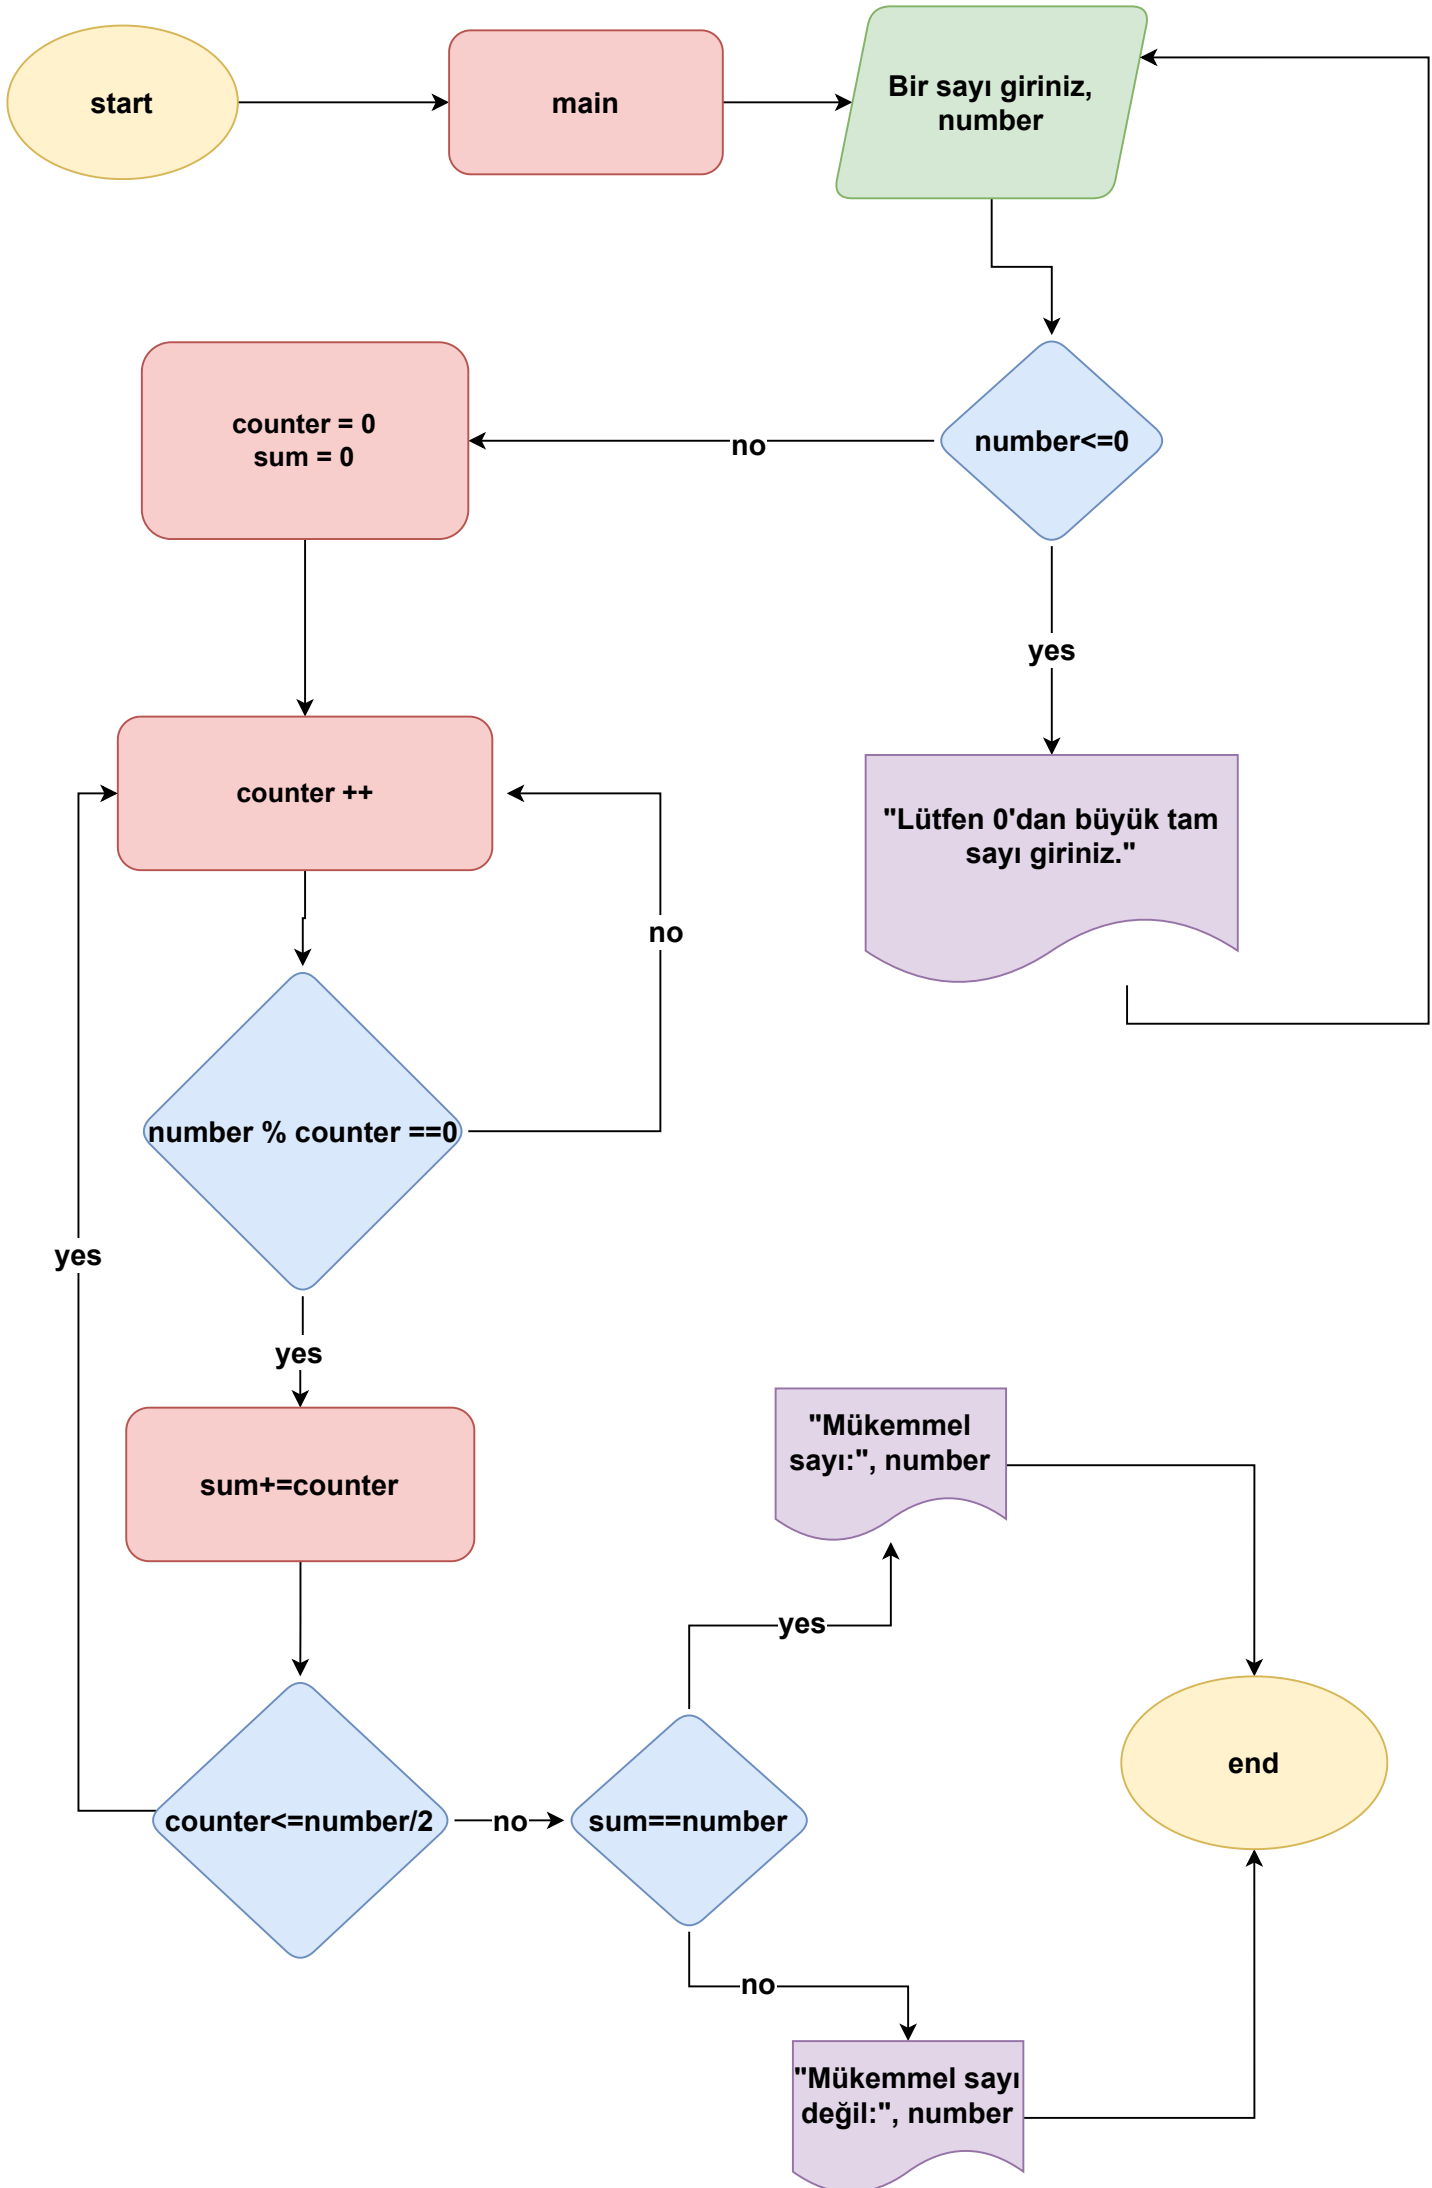 start
main
Bir sayı giriniz,
number
number<=0
no
counter = 0
sum = 0
yes
"Lütfen 0'dan büyük tam
sayı giriniz."
counter ++
no
number % counter ==0
yes
yes
sum+=counter
"Mükemmel
sayı:", number
yes
counter<=number/2
no
sum==number
end
no
"Mükemmel sayı
değil:", number